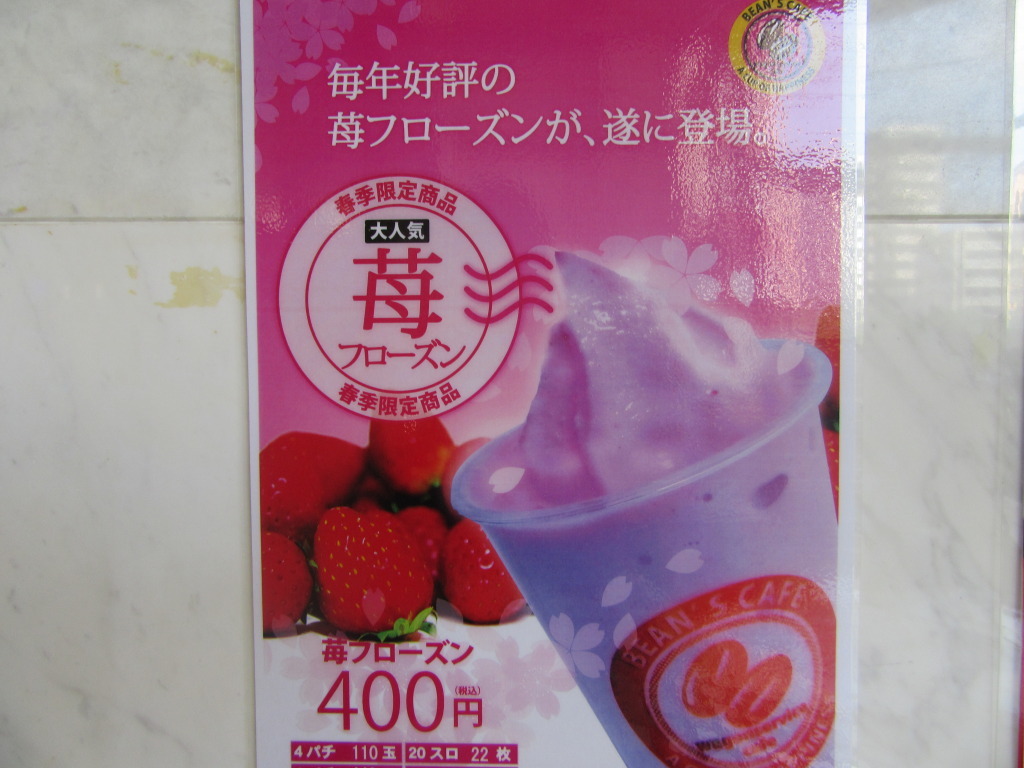 BEAN'S CAFE
毎年好評の
苺フローズンが、遂に登場。
春季限定商品
大人気
苺
フローズン
春季限定商品
BEAN'S CAFE
苺フローズン
400円
(税込)
4パチ 110玉 20スロ 22枚